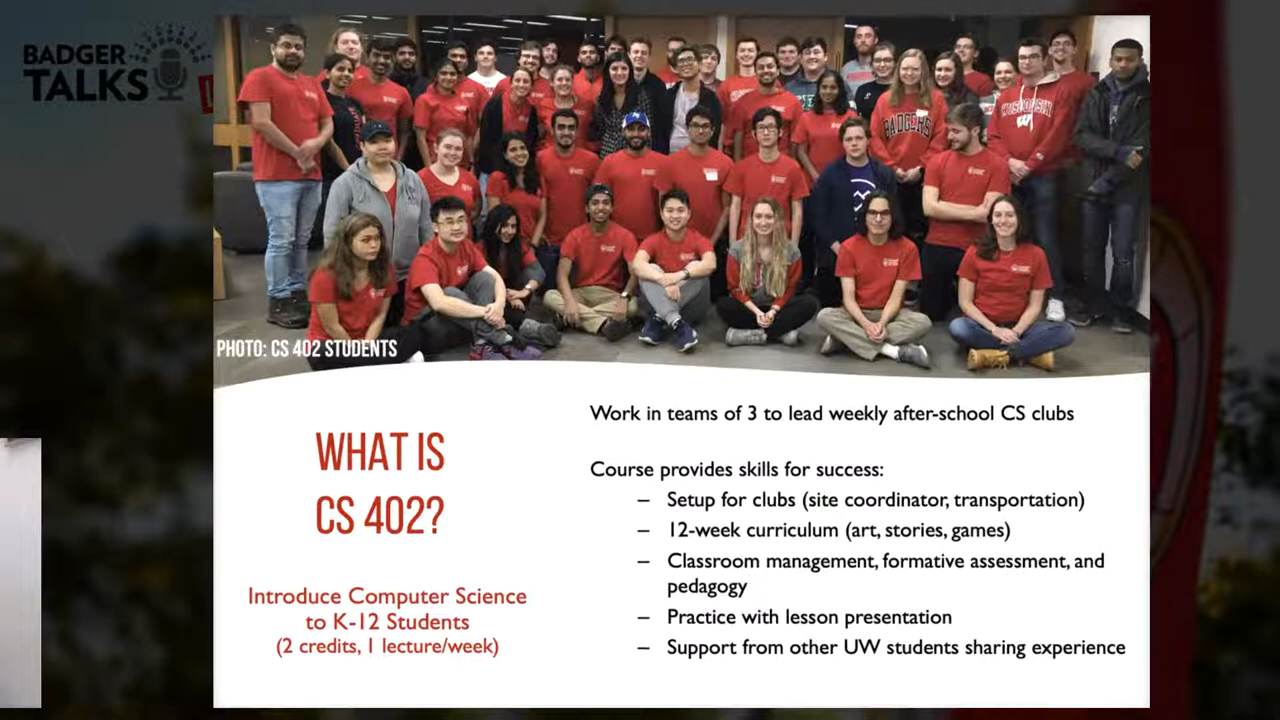 BADGER
TALKS
BADGERS
WISCONSIN
PHOTO: CS 402 STUDENTS
WHAT IS
CS 402?
Introduce Computer Science
to K-12 Students
(2 credits, 1 lecture/week)
Work in teams of 3 to lead weekly after-school CS clubs
Course provides skills for success:
– Setup for clubs (site coordinator, transportation)
– 12-week curriculum (art, stories, games)
– Classroom management, formative assessment, and
pedagogy
– Practice with lesson presentation
– Support from other UW students sharing experience